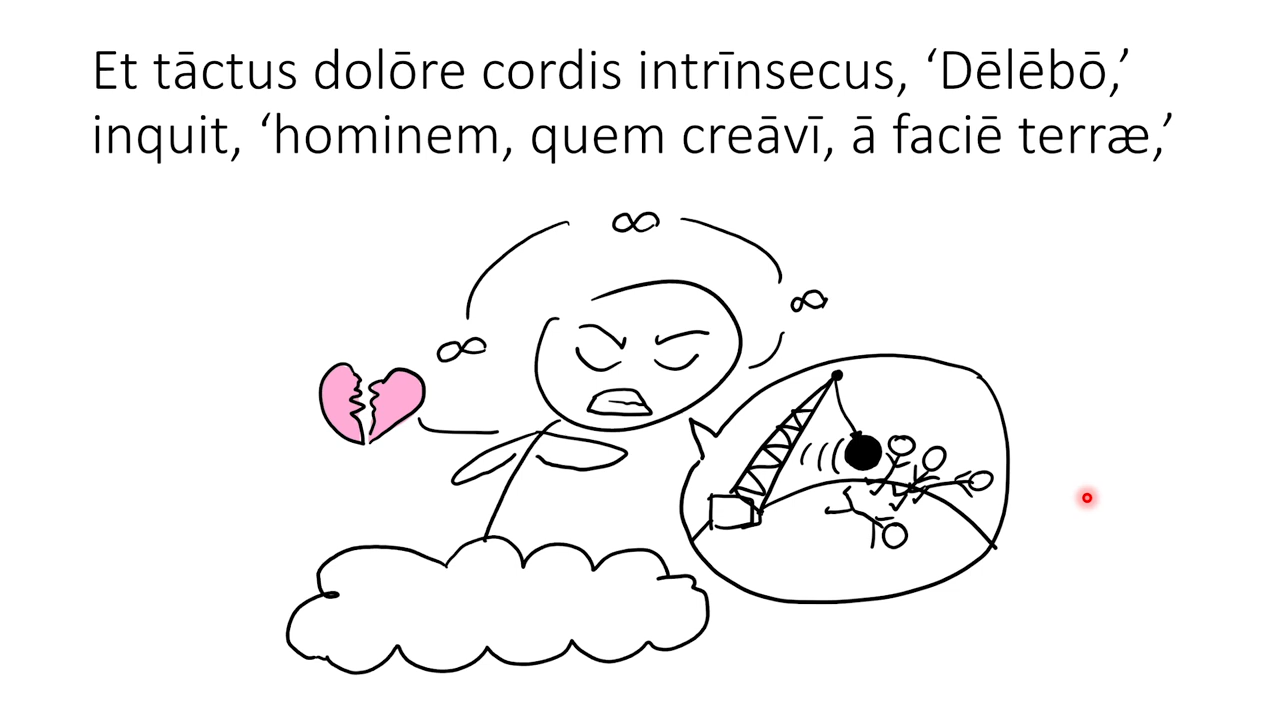 Et tāctus dolōre cordis intrīnsecus, ‘Dēlēbō,’
inquit, ‘hominem, quem creāvī, ā faciē terræ,’
∞
∞
∞